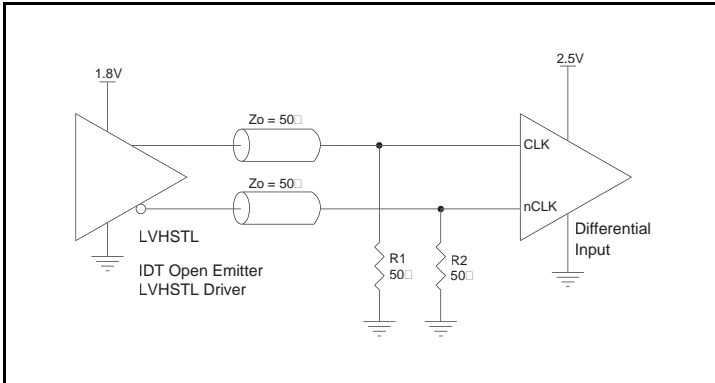 1.8V
2.5V
Zo = 50□
CLK
Zo = 50□
nCLK
LVHSTL
Differential
Input
IDT Open Emitter
LVHSTL Driver
R1
50□
R2
50□